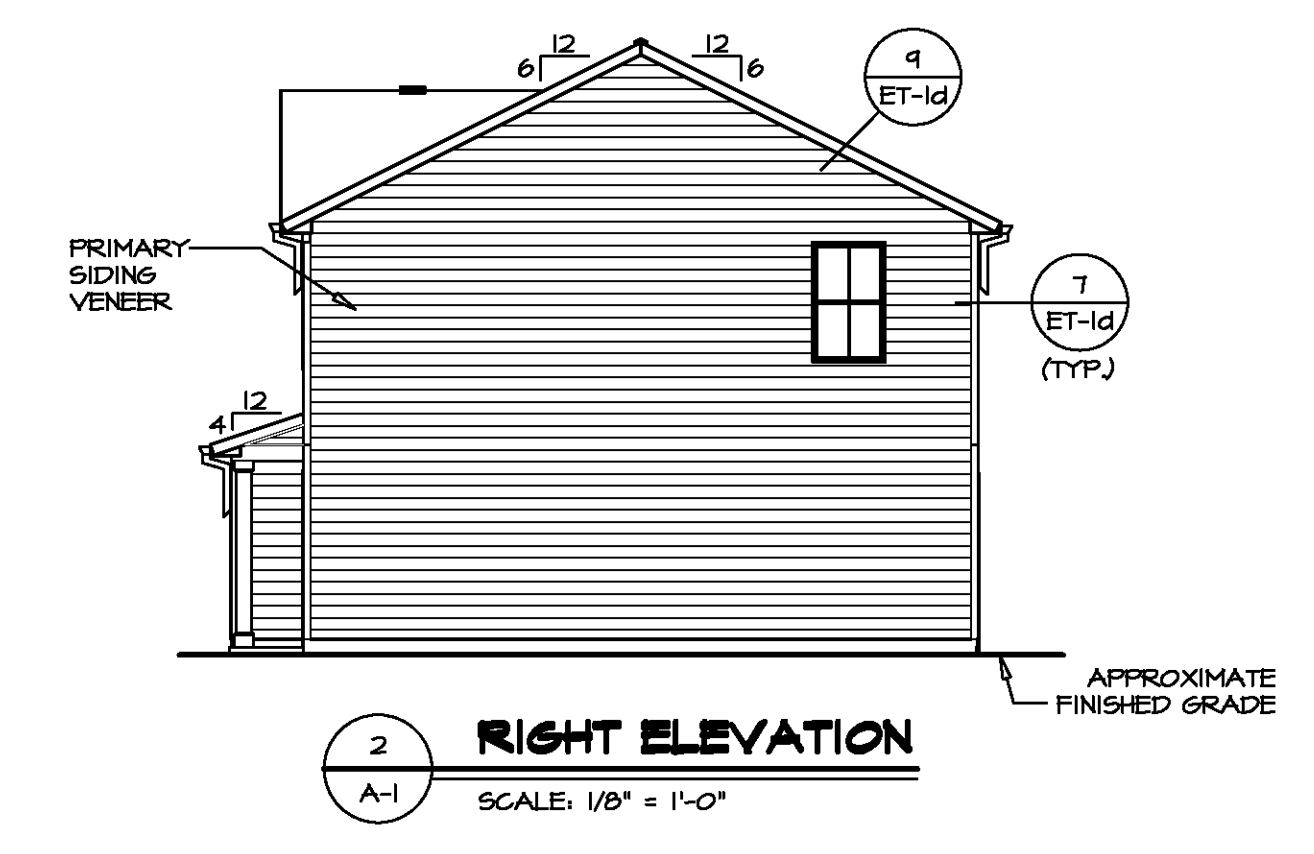 12
6
12
6
9
ET-1d
PRIMARY
SIDING
VENEER
7
ET-1d
(TYP.)
12
4
APPROXIMATE
FINISHED GRADE
2
A-1
RIGHT ELEVATION
SCALE: 1/8" = 1'-0"